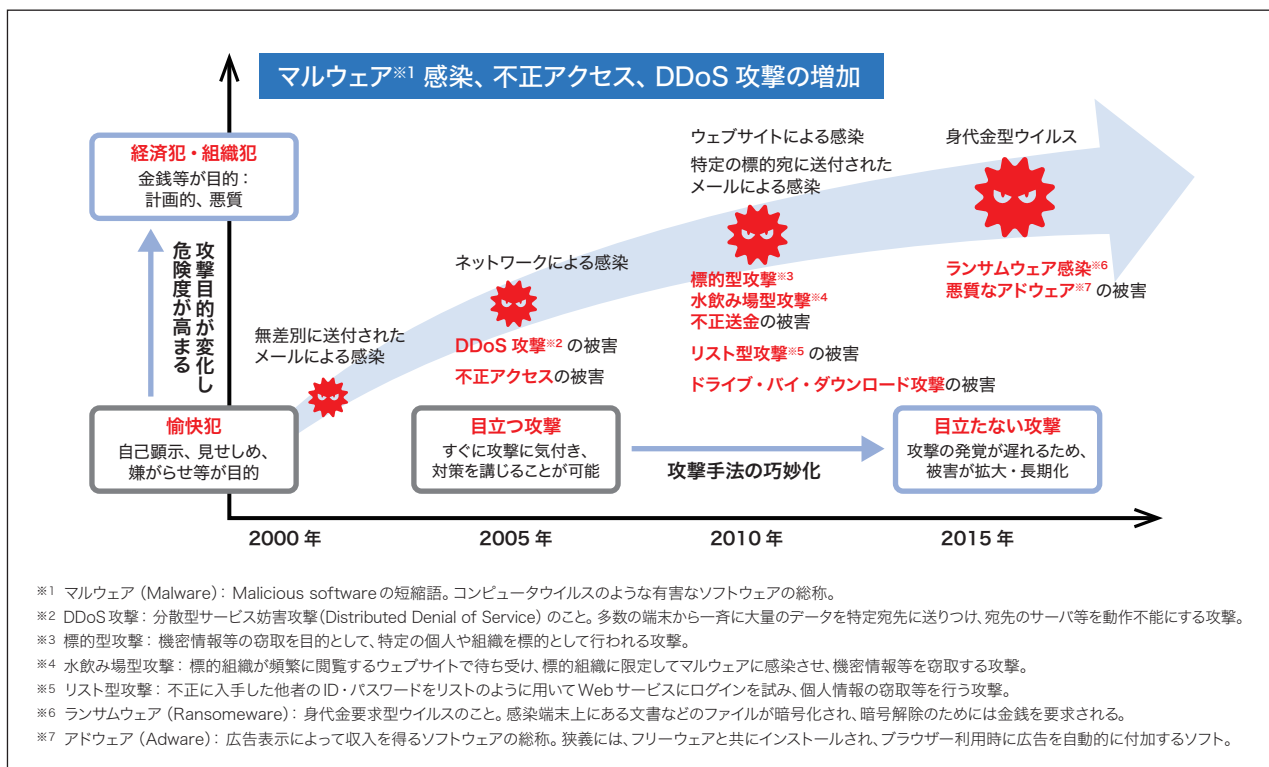 マルウェア※1 感染、不正アクセス、DDoS 攻撃の増加
経済犯・組織犯
金銭等が目的：
計画的、悪質
攻撃目的が変化し
危険度が高まる
愉快犯
自己顕示、見せしめ、
嫌がらせ等が目的
無差別に送付された
メールによる感染
ネットワークによる感染
DDoS 攻撃※2 の被害
不正アクセスの被害
ウェブサイトによる感染
特定の標的宛に送付された
メールによる感染
標的型攻撃※3
水飲み場型攻撃※4
不正送金の被害
リスト型攻撃※5 の被害
ドライブ・バイ・ダウンロード攻撃の被害
身代金型ウイルス
ランサムウェア感染※6
悪質なアドウェア※7 の被害
目立つ攻撃
すぐに攻撃に気付き、
対策を講じることが可能
攻撃手法の巧妙化
目立たない攻撃
攻撃の発覚が遅れるため、
被害が拡大・長期化
2000 年
2005 年
2010 年
2015 年
※1 マルウェア（Malware）：Malicious softwareの短縮語。コンピュータウイルスのような有害なソフトウェアの総称。
※2 DDoS攻撃：分散型サービス妨害攻撃（Distributed Denial of Service）のこと。多数の端末から一斉に大量のデータを特定宛先に送りつけ、宛先のサーバ等を動作不能にする攻撃。
※3 標的型攻撃：機密情報等の窃取を目的として、特定の個人や組織を標的として行われる攻撃。
※4 水飲み場型攻撃：標的組織が頻繁に閲覧するウェブサイトで待ち受け、標的組織に限定してマルウェアに感染させ、機密情報等を窃取する攻撃。
※5 リスト型攻撃：不正に入手した他者のID・パスワードをリストのように用いてWebサービスにログインを試み、個人情報の窃取等を行う攻撃。
※6 ランサムウェア（Ransomeware）：身代金要求型ウイルスのこと。感染端末上にある文書などのファイルが暗号化され、暗号解除のためには金銭を要求される。
※7 アドウェア（Adware）：広告表示によって収入を得るソフトウェアの総称。狭義には、フリーウェアと共にインストールされ、ブラウザー利用時に広告を自動的に付加するソフト。